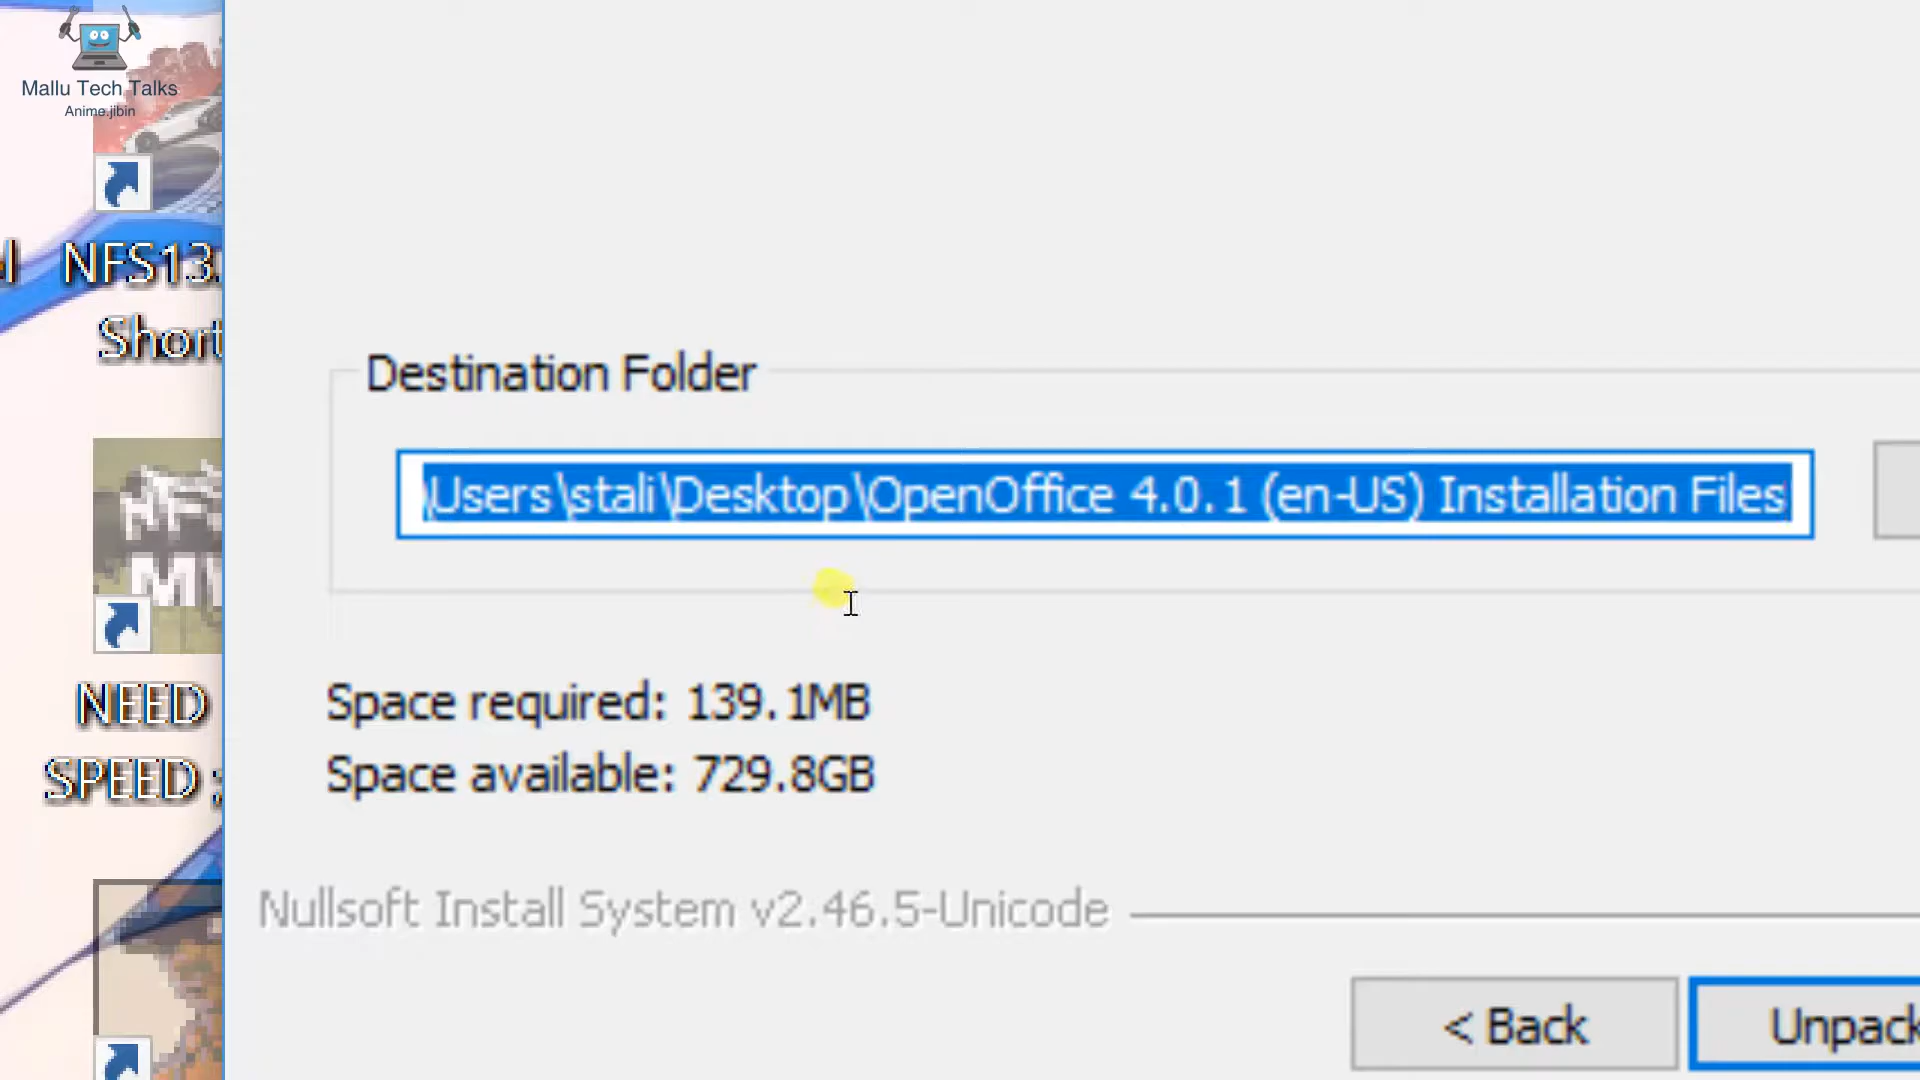 Mallu Tech Talks
Anime.jibin
NFS13.
Short
NEED
SPEED ;
Destination Folder
\Users\stali\Desktop\OpenOffice 4.0.1 (en-US) Installation Files
Space required: 139.1MB
Space available: 729.8GB
Nullsoft Install System v2.46.5-Unicode
< Back
Unpack